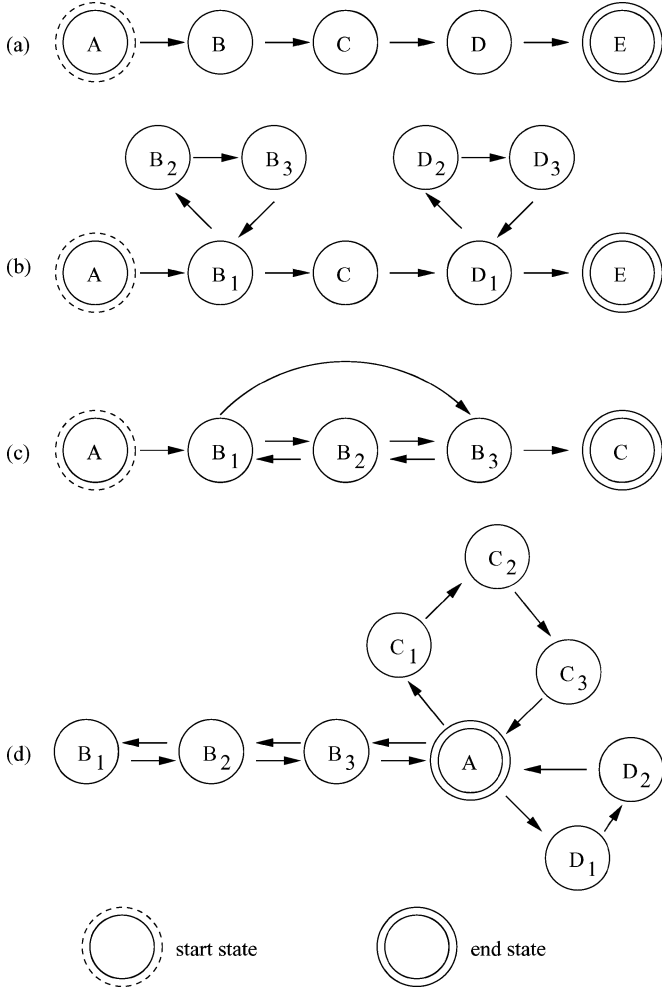 (a) A B C D E
B2 B3 D2 D3
(b) A B1 C D1 E
(c) A B1 B2 B3 C
C2
C1
C3
(d) B1 B2 B3 A D2
D1
start state end state